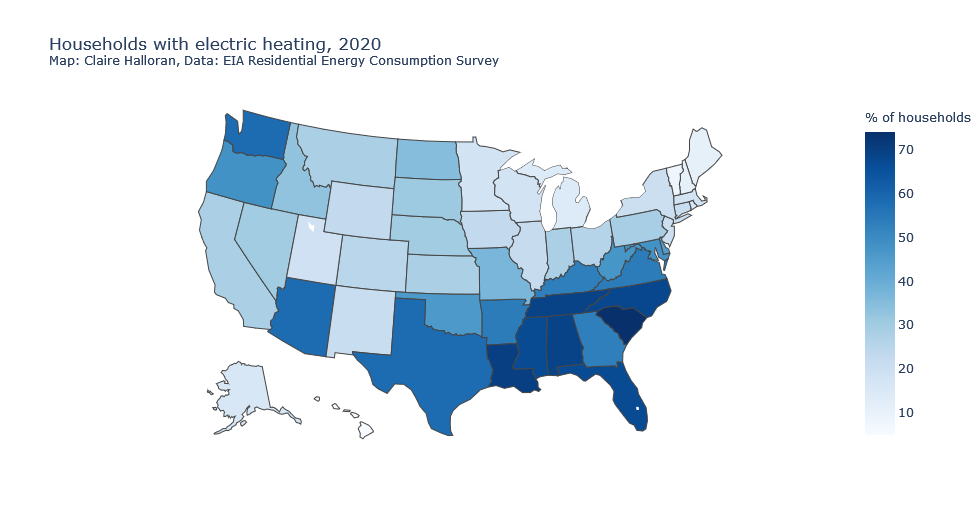 Households with electric heating, 2020
Map: Claire Halloran, Data: EIA Residential Energy Consumption Survey
% of households
70
60
50
40
30
20
10